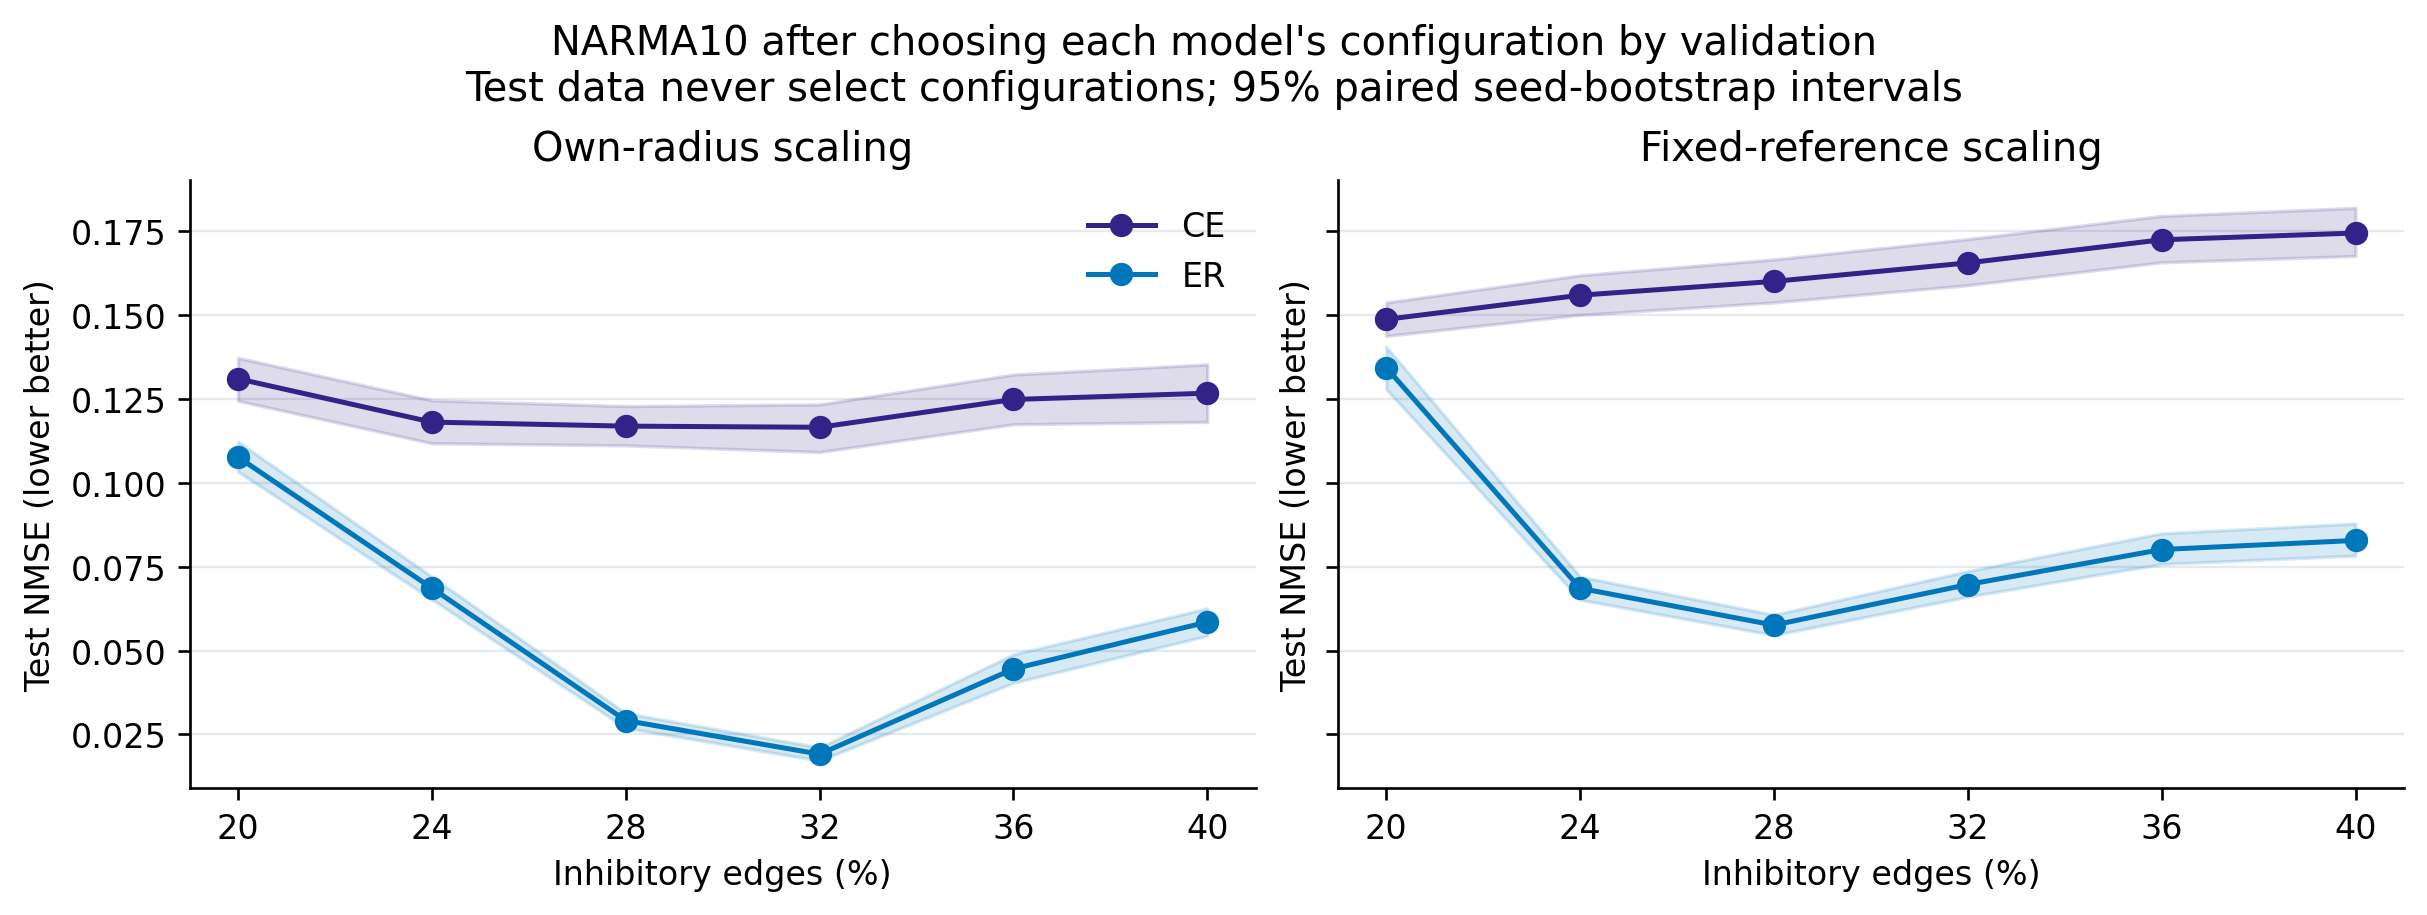 NARMA10 after choosing each model's configuration by validation
Test data never select configurations; 95% paired seed-bootstrap intervals
Own-radius scaling
Test NMSE (lower better)
0.175
0.150
0.125
0.100
0.075
0.050
0.025
CE
ER
20 24 28 32 36 40
Inhibitory edges (%)
Fixed-reference scaling
Test NMSE (lower better)
20 24 28 32 36 40
Inhibitory edges (%)